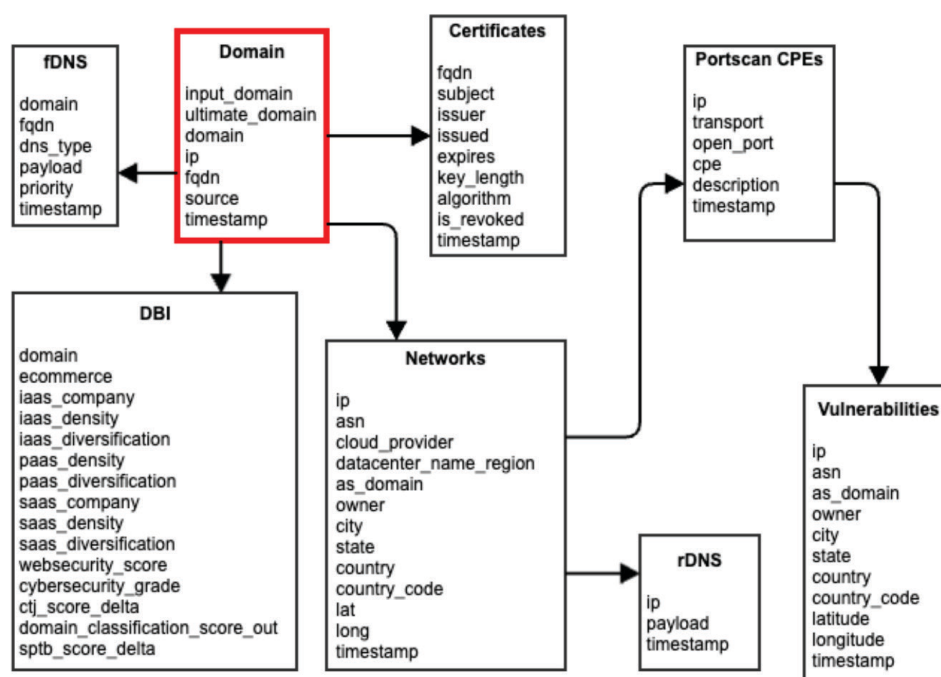 fDNS
domain
fqdn
dns_type
payload
priority
timestamp
Domain
input_domain
ultimate_domain
domain
ip
fqdn
source
timestamp
Certificates
fqdn
subject
issuer
issued
expires
key_length
algorithm
is_revoked
timestamp
Portscan CPEs
ip
transport
open_port
cpe
description
timestamp
DBI
domain
ecommerce
iaas_company
iaas_density
iaas_diversification
paas_density
paas_diversification
saas_company
saas_density
saas_diversification
websecurity_score
cybersecurity_grade
ctj_score_delta
domain_classification_score_out
sptb_score_delta
Networks
ip
asn
cloud_provider
datacenter_name_region
as_domain
owner
city
state
country
country_code
lat
long
timestamp
rDNS
ip
payload
timestamp
Vulnerabilities
ip
asn
as_domain
owner
city
state
country
country_code
latitude
longitude
timestamp